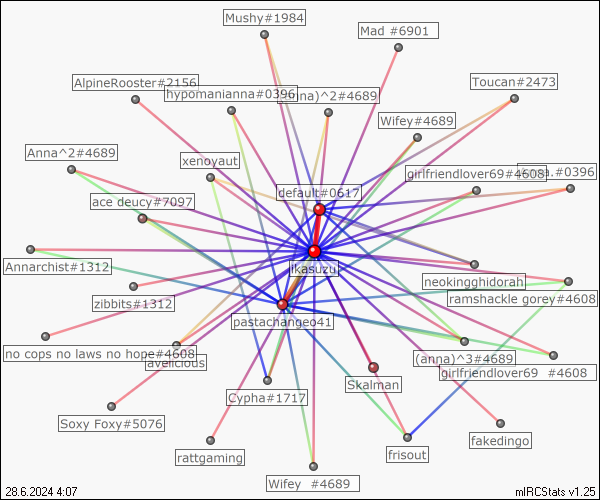 Mushy#1984
Mad #6901
AlpineRooster#2156
Toucan#2473
hypomanianna#0396
nna)^2#4689
Wifey#4689
Anna^2#4689
xenoyaut
girlfriendlover69#4608
#0396
default#0617
ace deucy#7097
Annarchist#1312
ikasuzu
neokingghidorah
zibbits#1312
ramshackle gorey#4608
pastachangeo41
no cops no laws no hope#4608
avelicious
(anna)^3#4689
girlfriendlover69 #4608
Skalman
Cypha#1717
Soxy Foxy#5076
fakedingo
rattgaming
frisout
Wifey #4689
28.6.2024 4:07
mIRCStats v1.25